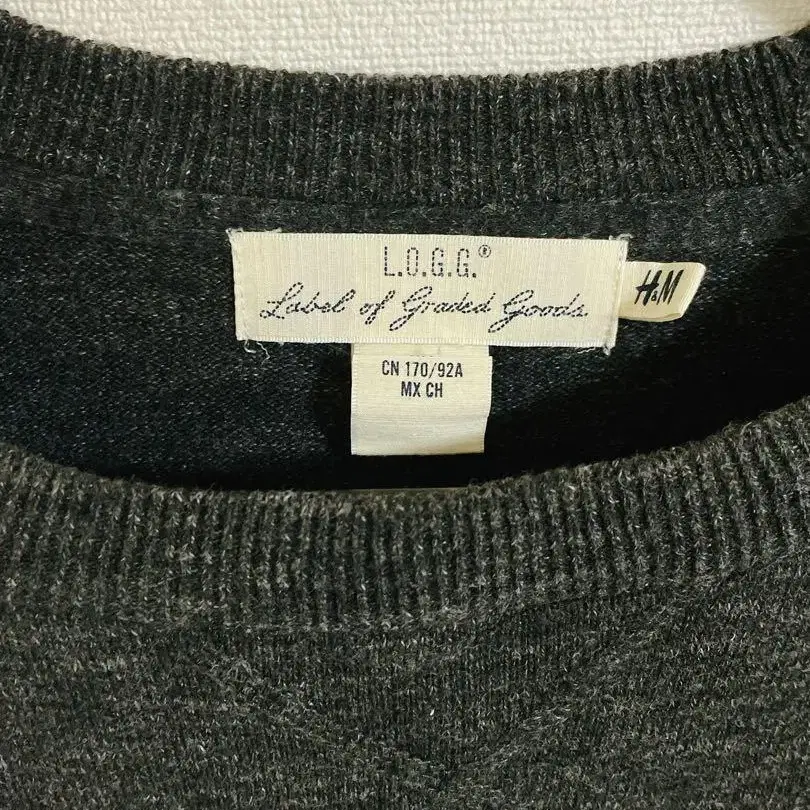 L.O.G.G.®
Label of Graded Goods
H&M
CN 170/92A
MX CH